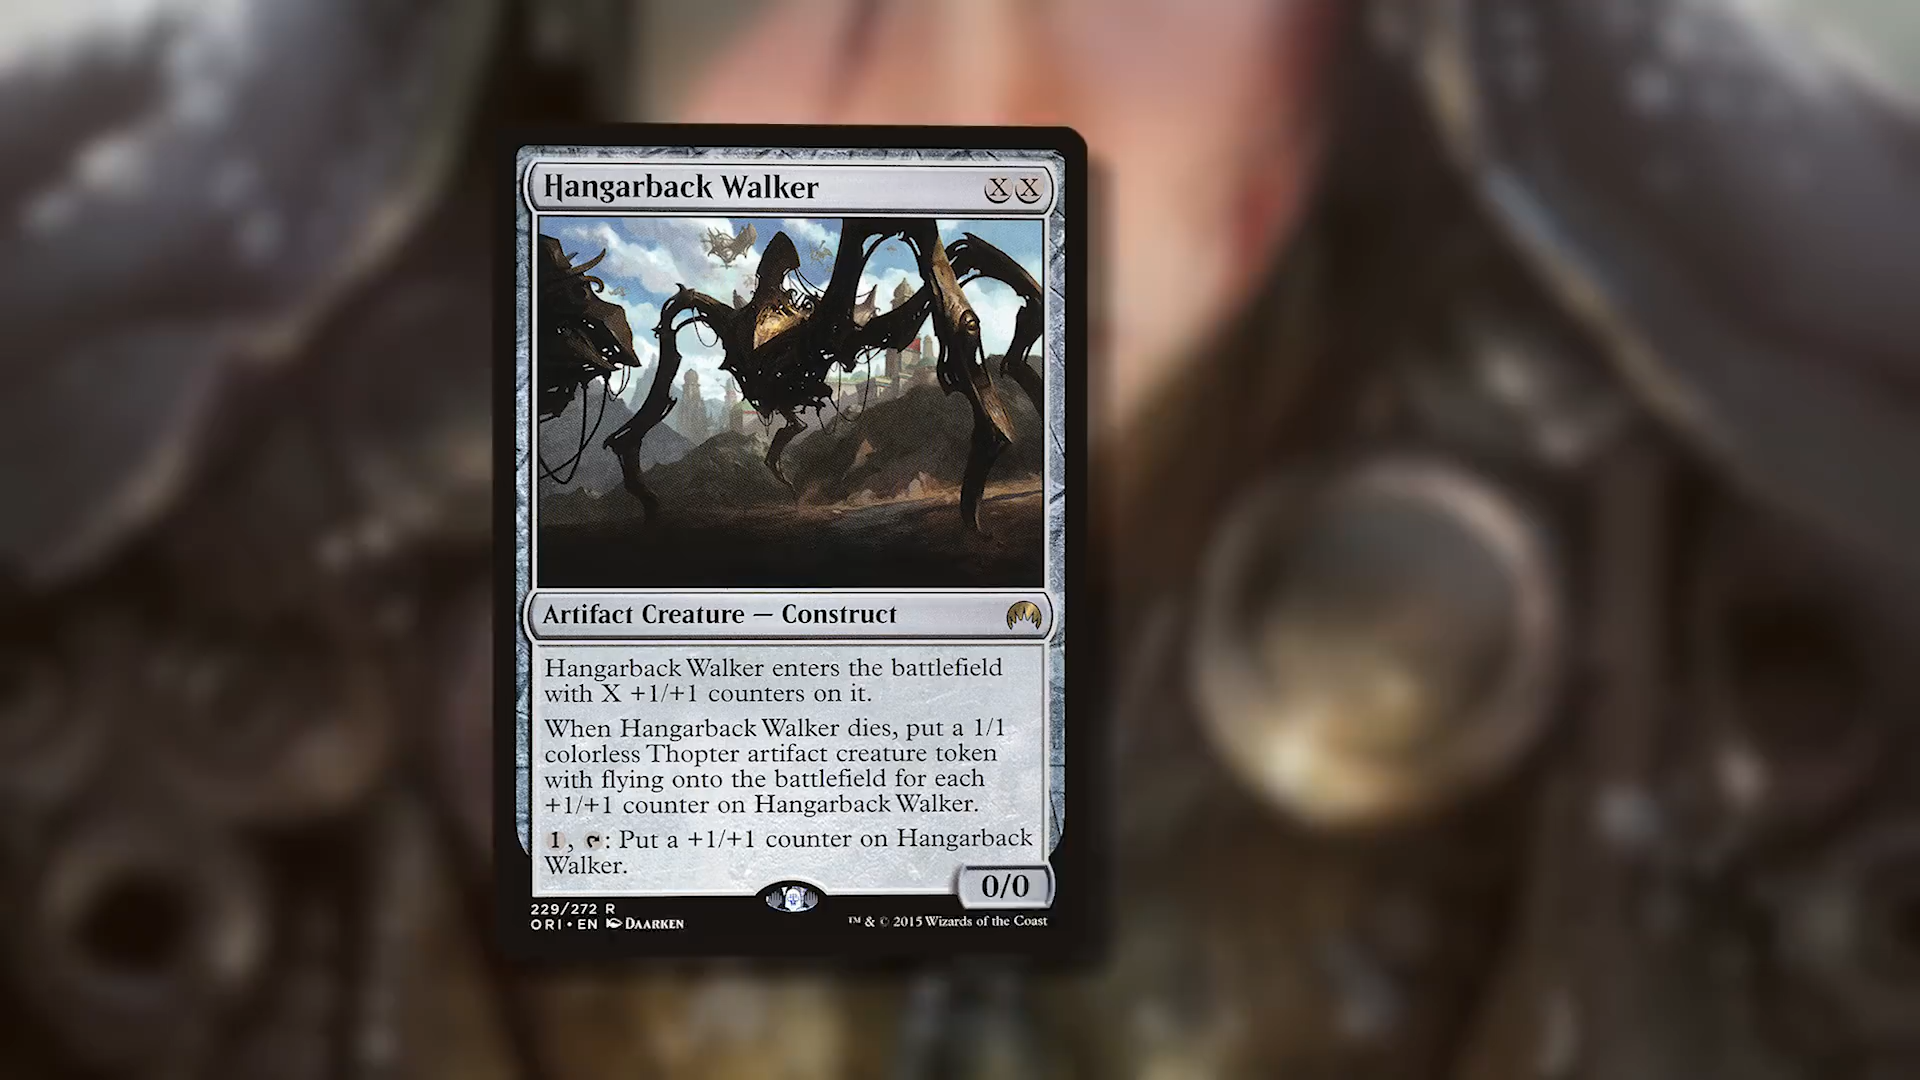 Hangarback Walker XX
Artifact Creature — Construct
Hangarback Walker enters the battlefield
with X +1/+1 counters on it.
When Hangarback Walker dies, put a 1/1
colorless Thopter artifact creature token
with flying onto the battlefield for each
+1/+1 counter on Hangarback Walker.
1, : Put a +1/+1 counter on Hangarback
Walker.
0/0
229/272 R
ORI • EN DAARKEN
™ & © 2015 Wizards of the Coast